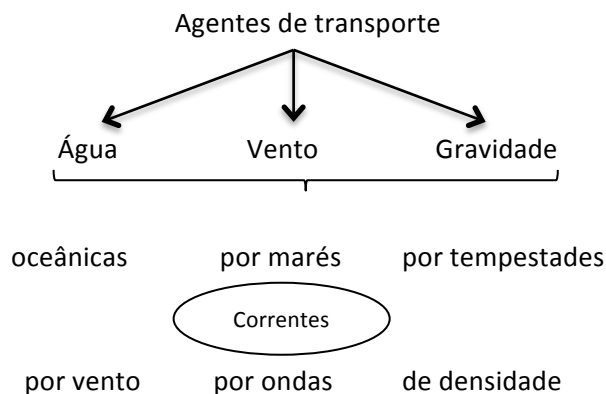 Agentes de transporte
Água Vento Gravidade
oceânicas por marés por tempestades
Correntes
por vento por ondas de densidade